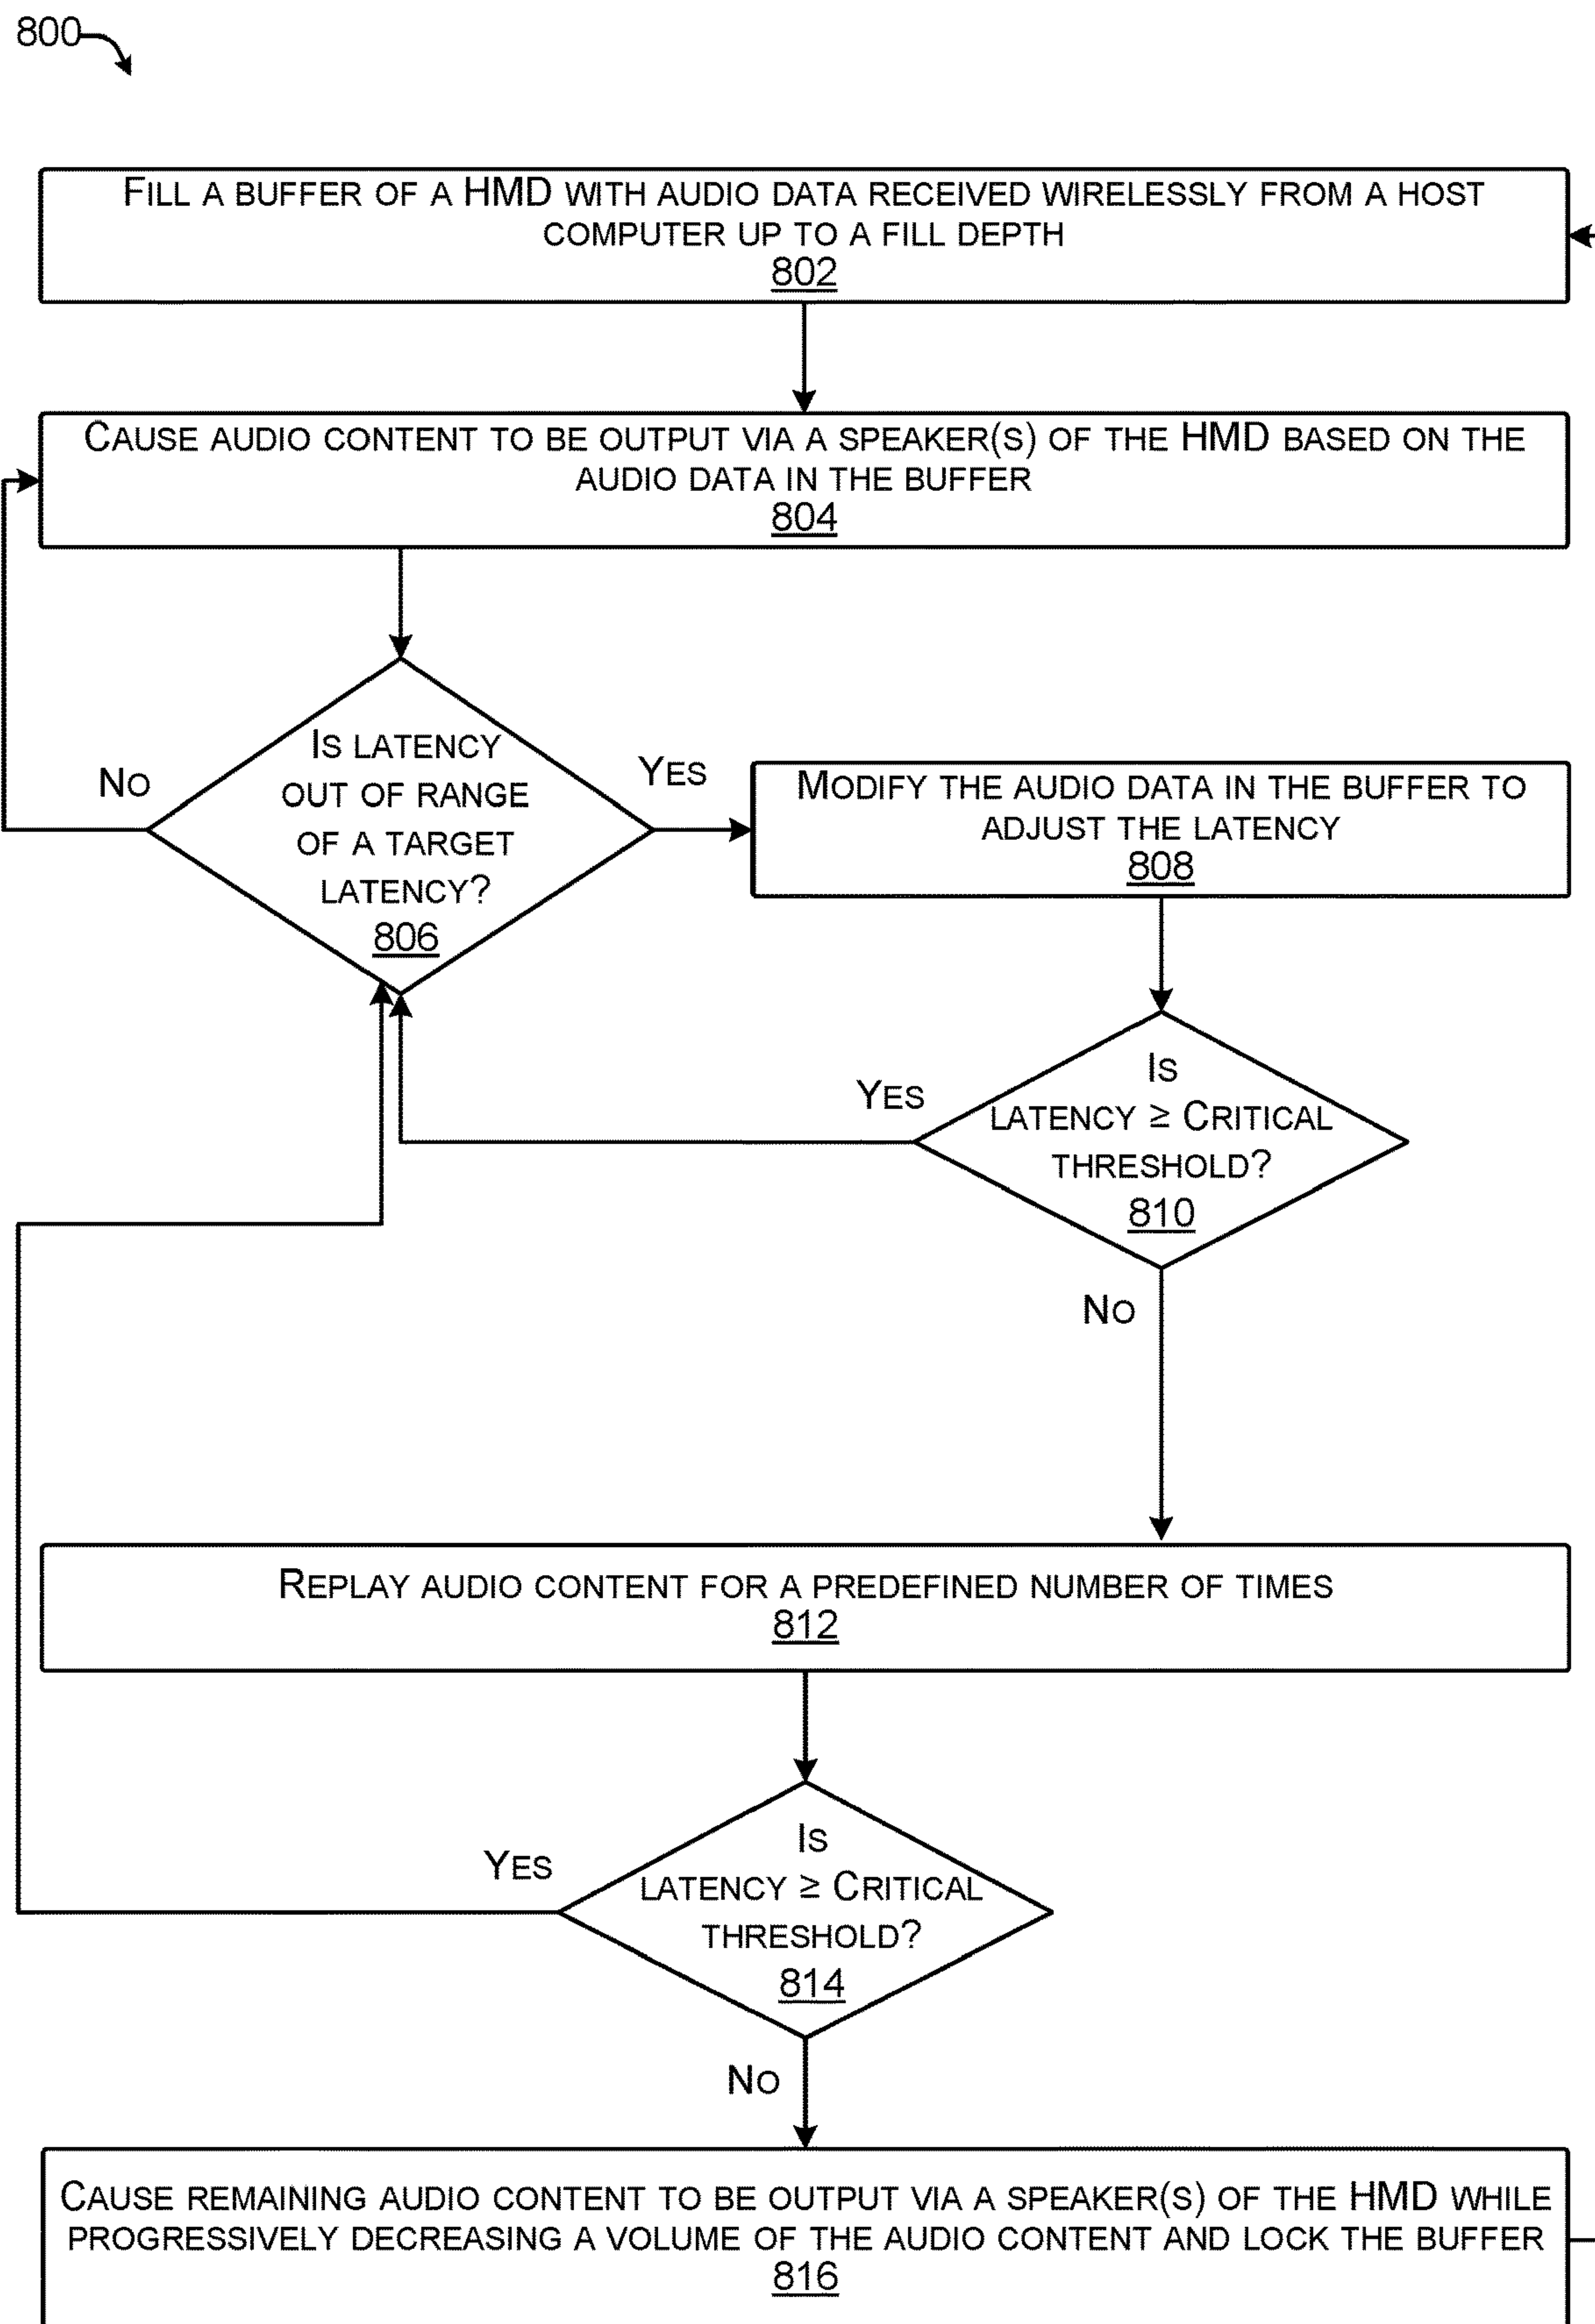 800
FILL A BUFFER OF A HMD WITH AUDIO DATA RECEIVED WIRELESSLY FROM A HOST
COMPUTER UP TO A FILL DEPTH
802
CAUSE AUDIO CONTENT TO BE OUTPUT VIA A SPEAKER(S) OF THE HMD BASED ON THE
AUDIO DATA IN THE BUFFER
804
IS LATENCY
OUT OF RANGE
OF A TARGET
LATENCY?
806
NO
YES
MODIFY THE AUDIO DATA IN THE BUFFER TO
ADJUST THE LATENCY
808
IS
LATENCY ≥ CRITICAL
THRESHOLD?
810
YES
NO
REPLAY AUDIO CONTENT FOR A PREDEFINED NUMBER OF TIMES
812
IS
LATENCY ≥ CRITICAL
THRESHOLD?
814
YES
NO
CAUSE REMAINING AUDIO CONTENT TO BE OUTPUT VIA A SPEAKER(S) OF THE HMD WHILE
PROGRESSIVELY DECREASING A VOLUME OF THE AUDIO CONTENT AND LOCK THE BUFFER
816